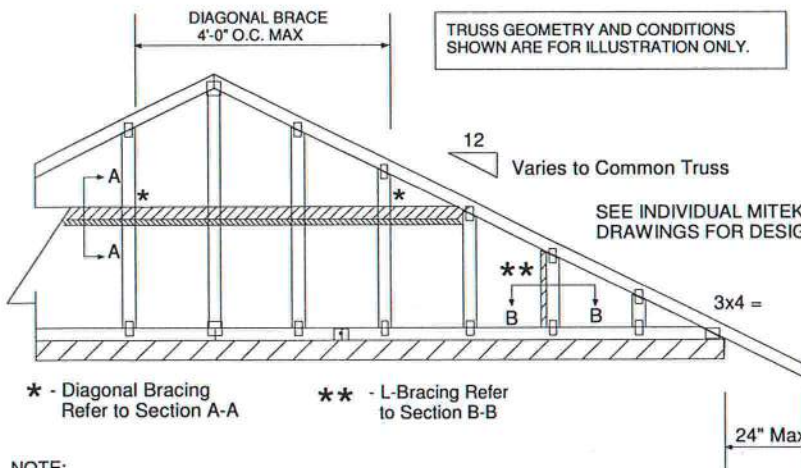 DIAGONAL BRACE
4'-0" O.C. MAX
TRUSS GEOMETRY AND CONDITIONS
SHOWN ARE FOR ILLUSTRATION ONLY.
12
Varies to Common Truss
A
*
*
SEE INDIVIDUAL MITEK
DRAWINGS FOR DESIG
A
**
B
B
3x4 =
* - Diagonal Bracing
Refer to Section A-A
** - L-Bracing Refer
to Section B-B
24" Max
NOTE: